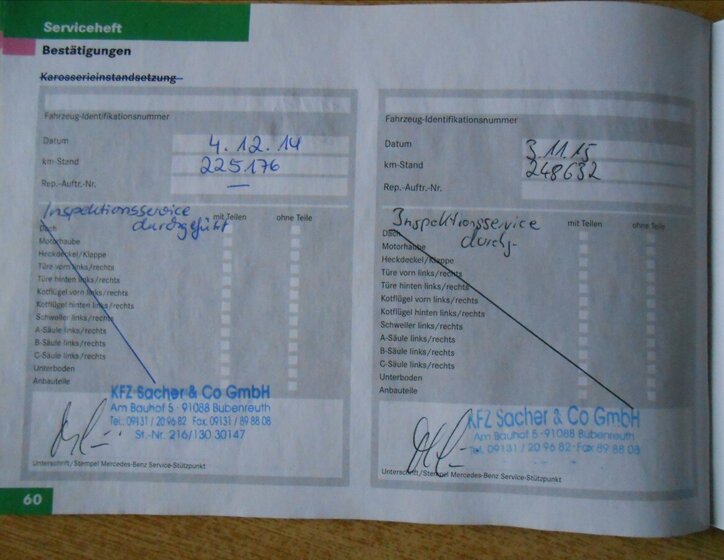 Serviceheft
Bestätigungen
Karosserieinstandsetzung
Fahrzeug-Identifikationsnummer
Datum 4.12.14
km-Stand 225176
Rep.-Auftr.-Nr. —
Inspektionsservice
durchgeführt
mit Teilen ohne Teile
Dach
Motorhaube
Heckdeckel/Klappe
Türe vorn links/rechts
Türe hinten links/rechts
Kotflügel vorn links/rechts
Kotflügel hinten links/rechts
Schweller links/rechts
A-Säule links/rechts
B-Säule links/rechts
C-Säule links/rechts
Unterboden
Anbauteile
KFZ Sacher & Co GmbH
Am Bauhof 5 · 91088 Bubenreuth
Tel.: 09131 / 20 96 82 Fax: 09131 / 89 88 08
St.-Nr. 216/130 30147
Unterschrift/Stempel Mercedes-Benz Service-Stützpunkt
60
Fahrzeug-Identifikationsnummer
Datum 3.11.15
km-Stand 248632
Rep.-Auftr.-Nr.
Inspektionsservice
durchg.
mit Teilen ohne Teile
Dach
Motorhaube
Heckdeckel/Klappe
Türe vorn links/rechts
Türe hinten links/rechts
Kotflügel vorn links/rechts
Kotflügel hinten links/rechts
Schweller links/rechts
A-Säule links/rechts
B-Säule links/rechts
C-Säule links/rechts
Unterboden
Anbauteile
KFZ Sacher & Co GmbH
Am Bauhof 5 · 91088 Bubenreuth
Tel. 09131 / 20 96 82 · Fax 89 88 08
Unterschrift/Stempel Mercedes-Benz Service-Stützpunkt